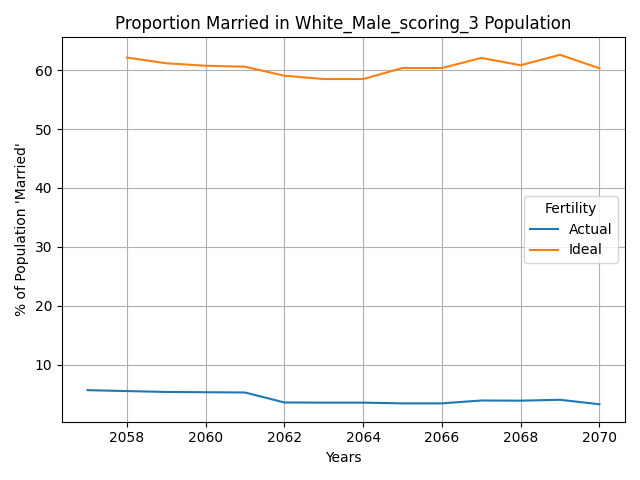 Proportion Married in White_Male_scoring_3 Population
% of Population 'Married'
60
50
40
30
20
10
Fertility
Actual
Ideal
2058 2060 2062 2064 2066 2068 2070
Years